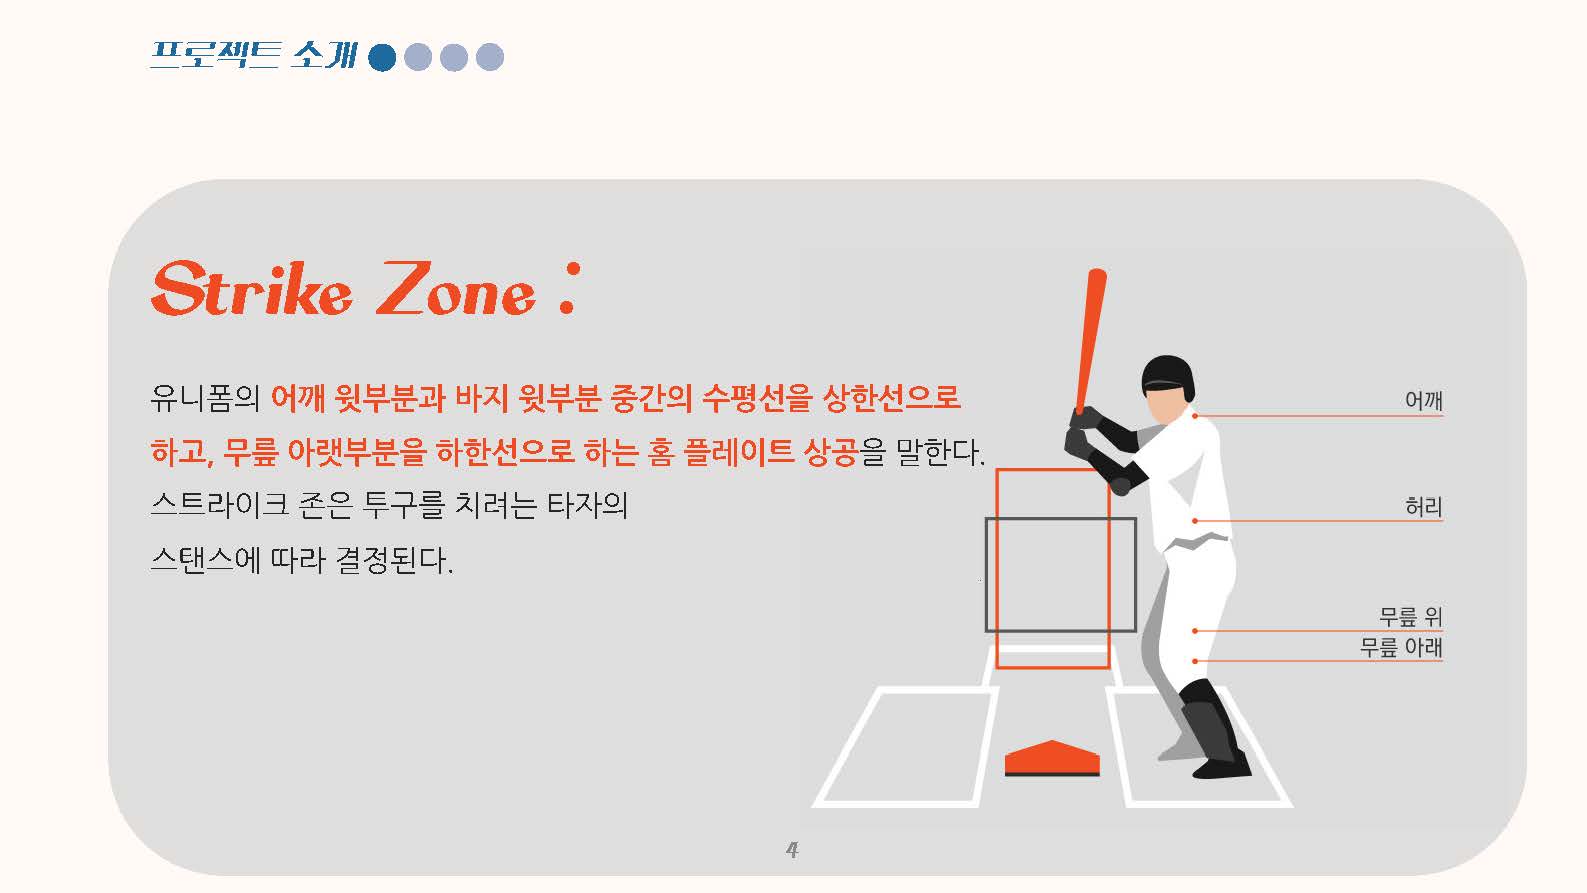 프로젝트 소개
Strike Zone :
유니폼의 어깨 윗부분과 바지 윗부분 중간의 수평선을 상한선으로
하고, 무릎 아랫부분을 하한선으로 하는 홈 플레이트 상공을 말한다.
스트라이크 존은 투구를 치려는 타자의
스탠스에 따라 결정된다.
어깨
허리
무릎 위
무릎 아래
4